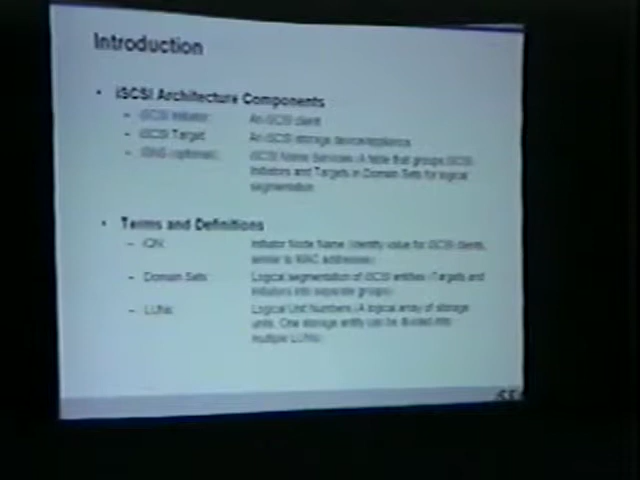 Introduction
• iSCSI Architecture Components
– iSCSI Initiator: An iSCSI client
– iSCSI Target: An iSCSI storage device/appliance
– iSNS (optional): iSCSI Name Services (A table that groups iSCSI
Initiators and Targets in Domain Sets for logical
segmentation
• Terms and Definitions
– iQN: Initiator Node Name (Identity value for iSCSI clients,
similar to MAC addresses)
– Domain Sets: Logical segmentation of iSCSI entities (Targets and
Initiators into separate groups)
– LUNs: Logical Unit Numbers (A logical array of storage
units. One storage entity can be divided into
multiple LUNs)